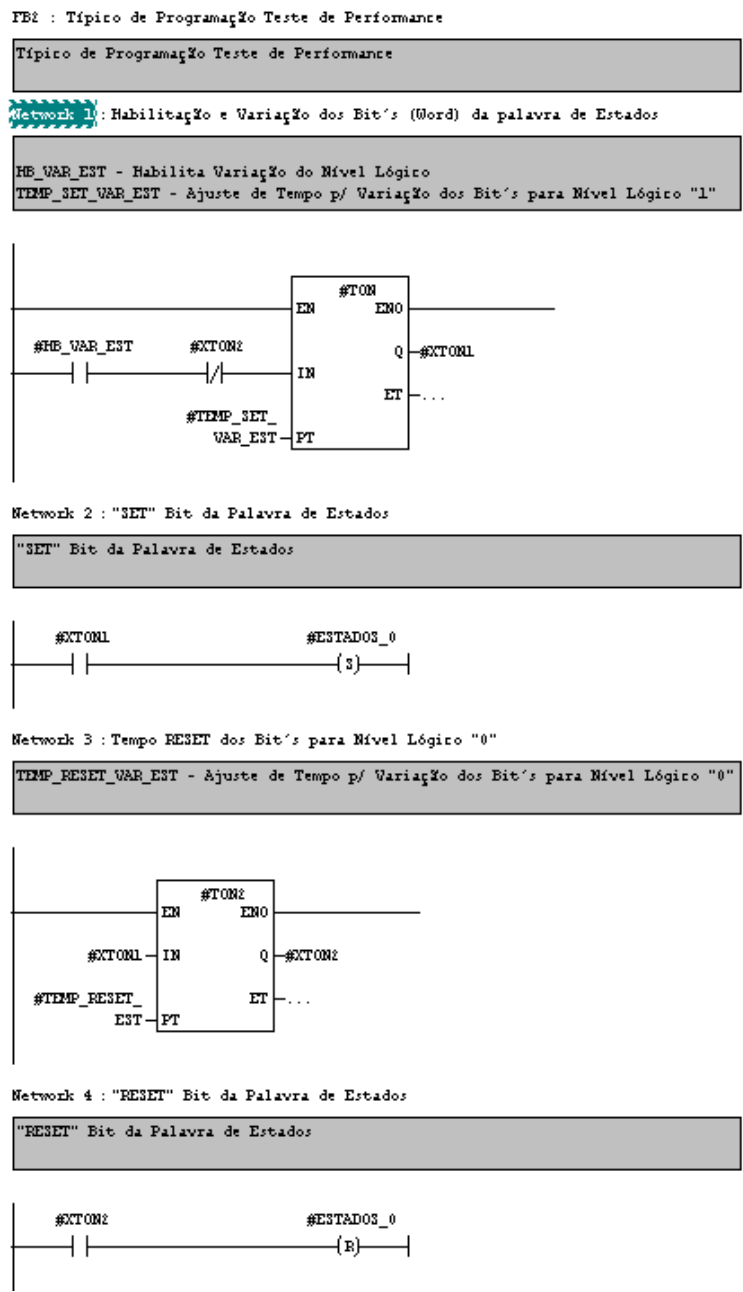 FB2 : Típico de Programação Teste de Performance
Típico de Programação Teste de Performance
Network 1 : Habilitação e Variação dos Bit´s (Word) da palavra de Estados
HB_VAR_EST - Habilita Variação do Nível Lógico
TEMP_SET_VAR_EST - Ajuste de Tempo p/ Variação dos Bit´s para Nível Lógico "1"
#TON
EN ENO
#HB_VAR_EST #XTON2
IN Q #XTON1
ET ...
#TEMP_SET_
VAR_EST PT
Network 2 : "SET" Bit da Palavra de Estados
"SET" Bit da Palavra de Estados
#XTON1 #ESTADOS_0
(S)
Network 3 : Tempo RESET dos Bit´s para Nível Lógico "0"
TEMP_RESET_VAR_EST - Ajuste de Tempo p/ Variação dos Bit´s para Nível Lógico "0"
#TON2
EN ENO
#XTON1 IN Q #XTON2
#TEMP_RESET_ ET ...
EST PT
Network 4 : "RESET" Bit da Palavra de Estados
"RESET" Bit da Palavra de Estados
#XTON2 #ESTADOS_0
(R)